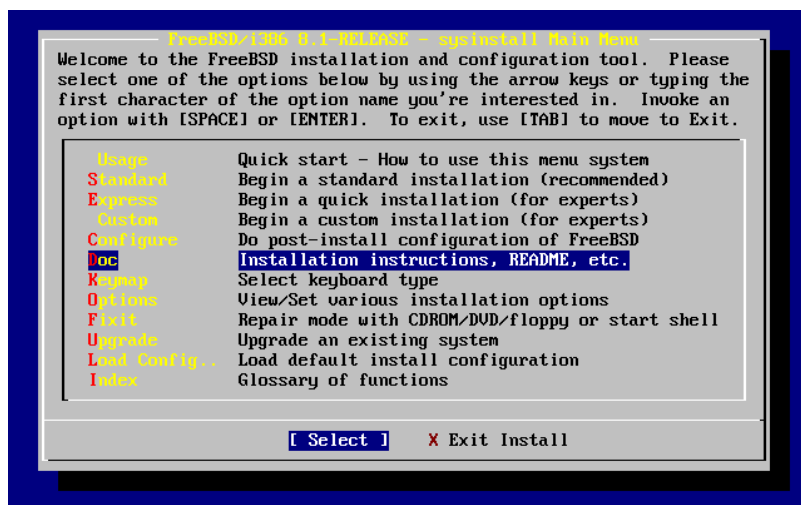 FreeBSD/i386 8.1-RELEASE - sysinstall Main Menu
Welcome to the FreeBSD installation and configuration tool.  Please
select one of the options below by using the arrow keys or typing the
first character of the option name you're interested in.  Invoke an
option with [SPACE] or [ENTER].  To exit, use [TAB] to move to Exit.
Usage Quick start - How to use this menu system
Standard Begin a standard installation (recommended)
Express Begin a quick installation (for experts)
Custom Begin a custom installation (for experts)
Configure Do post-install configuration of FreeBSD
Doc Installation instructions, README, etc.
Keymap Select keyboard type
Options View/Set various installation options
Fixit Repair mode with CDROM/DVD/floppy or start shell
Upgrade Upgrade an existing system
Load Config.. Load default install configuration
Index Glossary of functions
[ Select ] X Exit Install